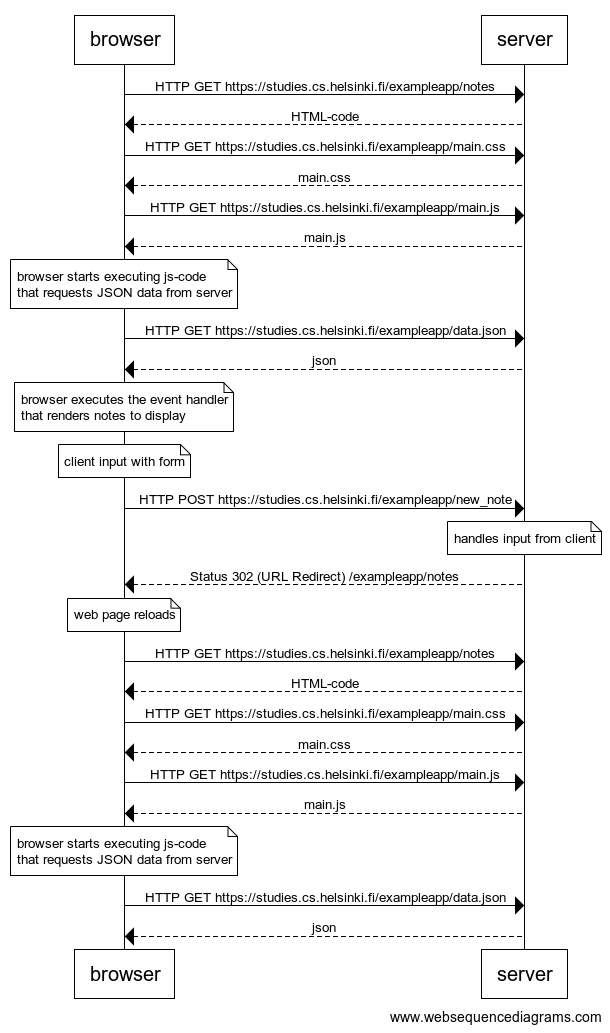 browser
server
HTTP GET https://studies.cs.helsinki.fi/exampleapp/notes
HTML-code
HTTP GET https://studies.cs.helsinki.fi/exampleapp/main.css
main.css
HTTP GET https://studies.cs.helsinki.fi/exampleapp/main.js
main.js
browser starts executing js-code
that requests JSON data from server
HTTP GET https://studies.cs.helsinki.fi/exampleapp/data.json
json
browser executes the event handler
that renders notes to display
client input with form
HTTP POST https://studies.cs.helsinki.fi/exampleapp/new_note
handles input from client
Status 302 (URL Redirect) /exampleapp/notes
web page reloads
HTTP GET https://studies.cs.helsinki.fi/exampleapp/notes
HTML-code
HTTP GET https://studies.cs.helsinki.fi/exampleapp/main.css
main.css
HTTP GET https://studies.cs.helsinki.fi/exampleapp/main.js
main.js
browser starts executing js-code
that requests JSON data from server
HTTP GET https://studies.cs.helsinki.fi/exampleapp/data.json
json
browser
server
www.websequencediagrams.com